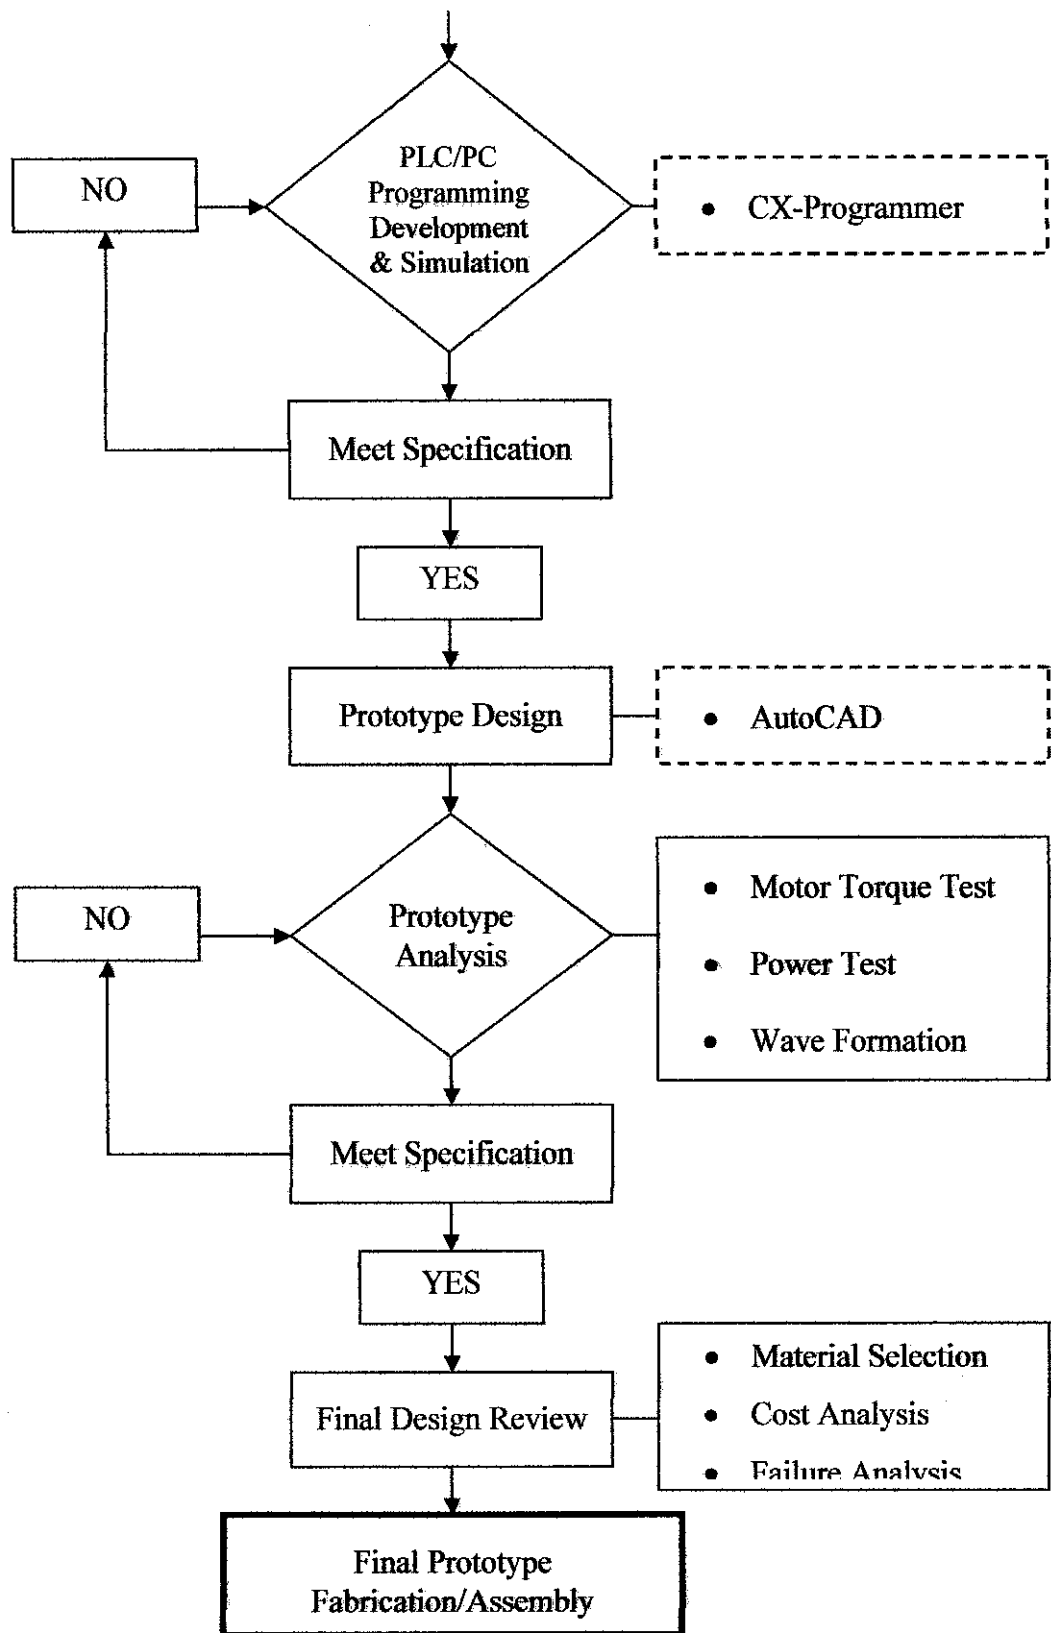 PLC/PC
Programming
Development
& Simulation
NO
• CX-Programmer
Meet Specification
YES
Prototype Design
• AutoCAD
NO
Prototype
Analysis
• Motor Torque Test
• Power Test
• Wave Formation
Meet Specification
YES
Final Design Review
• Material Selection
• Cost Analysis
• Failure Analysis
Final Prototype
Fabrication/Assembly